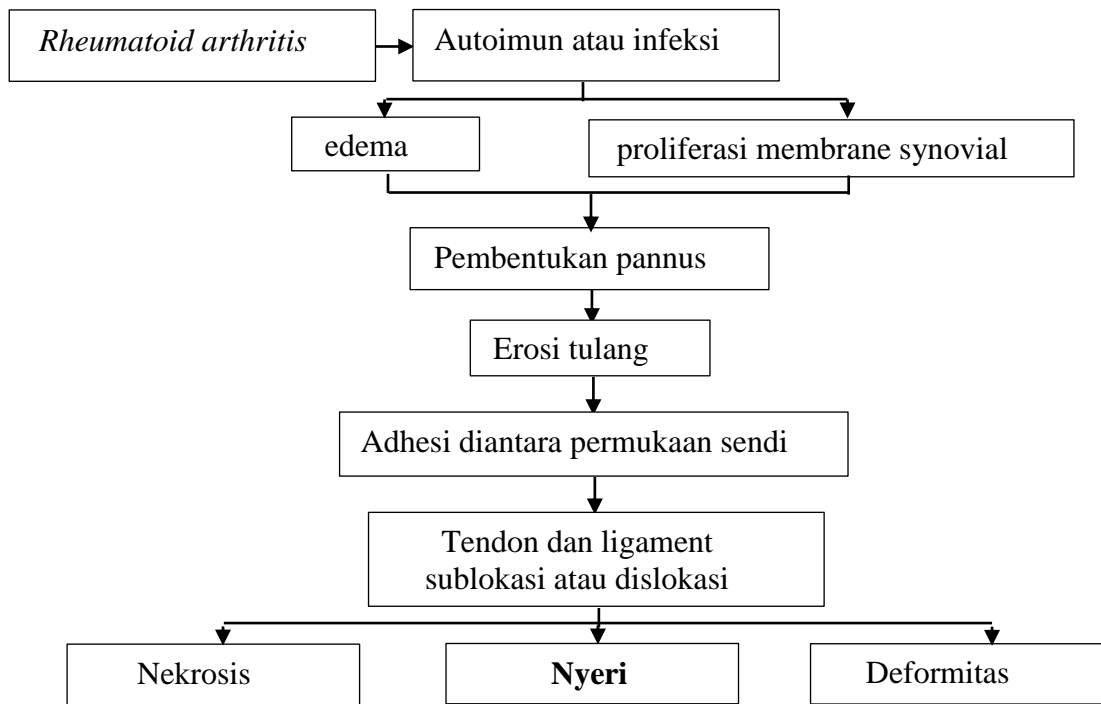 Rheumatoid arthritis
Autoimun atau infeksi
edema
proliferasi membrane synovial
Pembentukan pannus
Erosi tulang
Adhesi diantara permukaan sendi
Tendon dan ligament
sublokasi atau dislokasi
Nekrosis
Nyeri
Deformitas